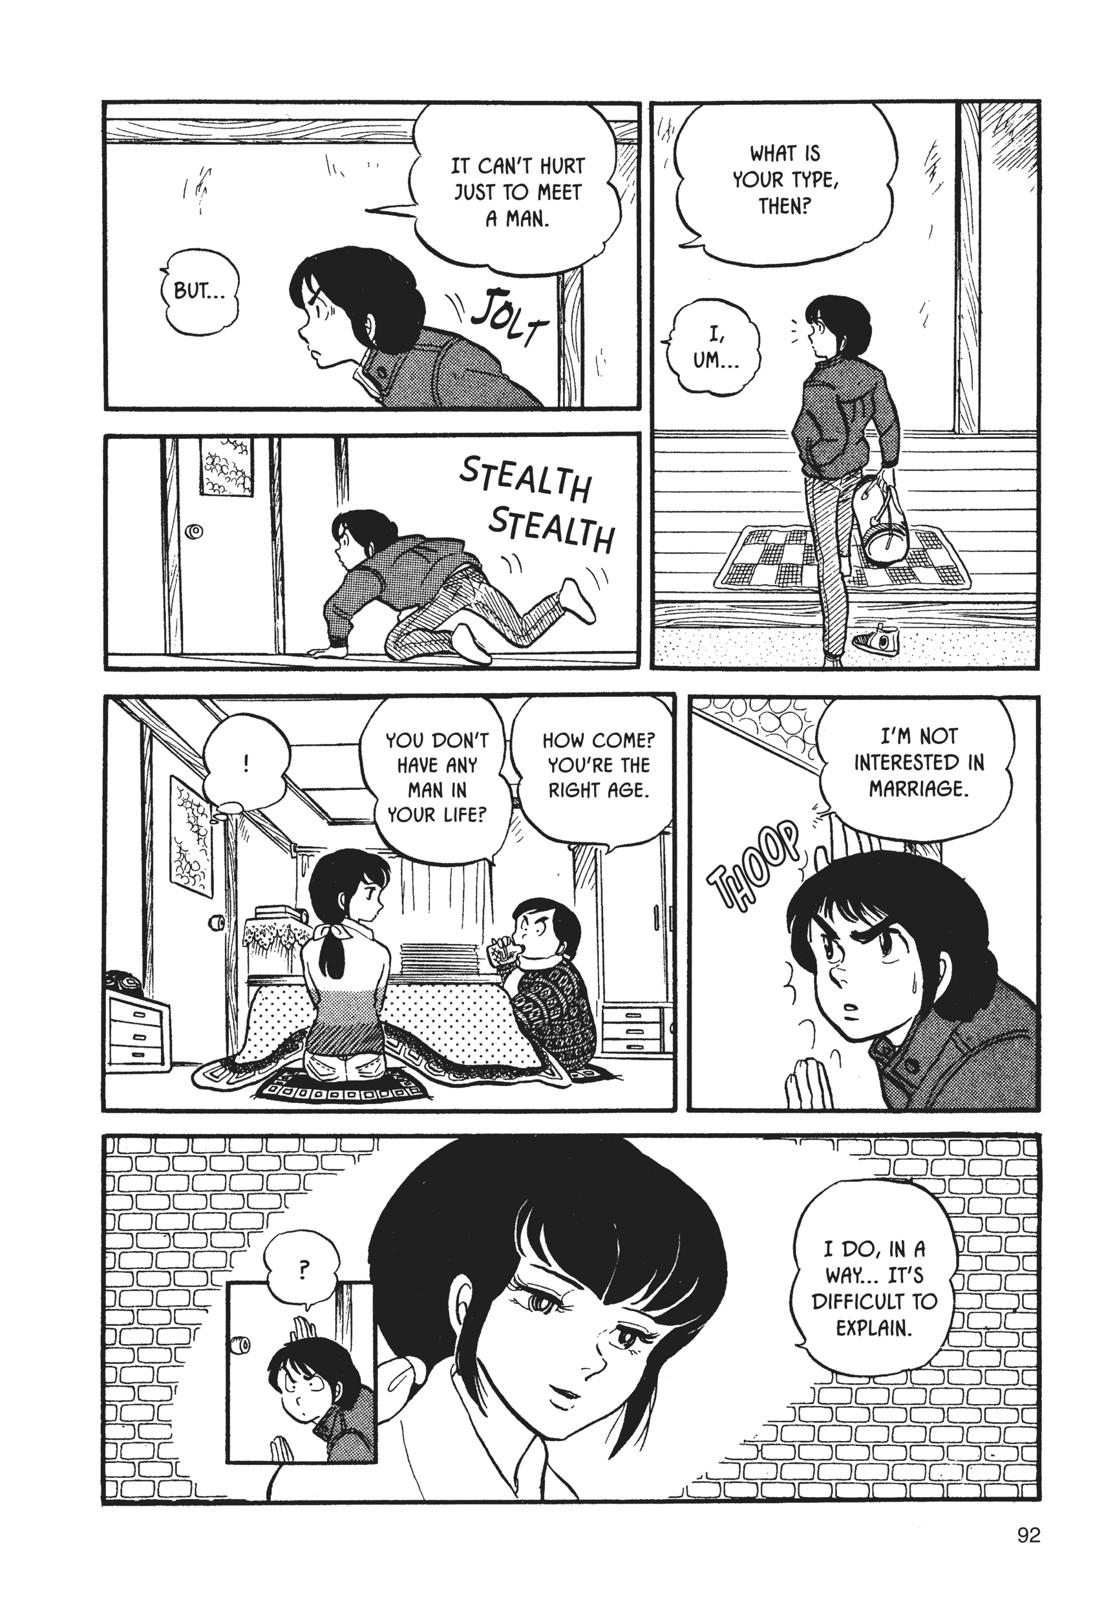 WHAT IS
YOUR TYPE,
THEN?
I,
UM...
IT CAN'T HURT
JUST TO MEET
A MAN.
JOLT
BUT...
STEALTH
STEALTH
I'M NOT
INTERESTED IN
MARRIAGE.
THOOP
HOW COME?
YOU'RE THE
RIGHT AGE.
YOU DON'T
HAVE ANY
MAN IN
YOUR LIFE?
!
I DO, IN A
WAY... IT'S
DIFFICULT TO
EXPLAIN.
?
92